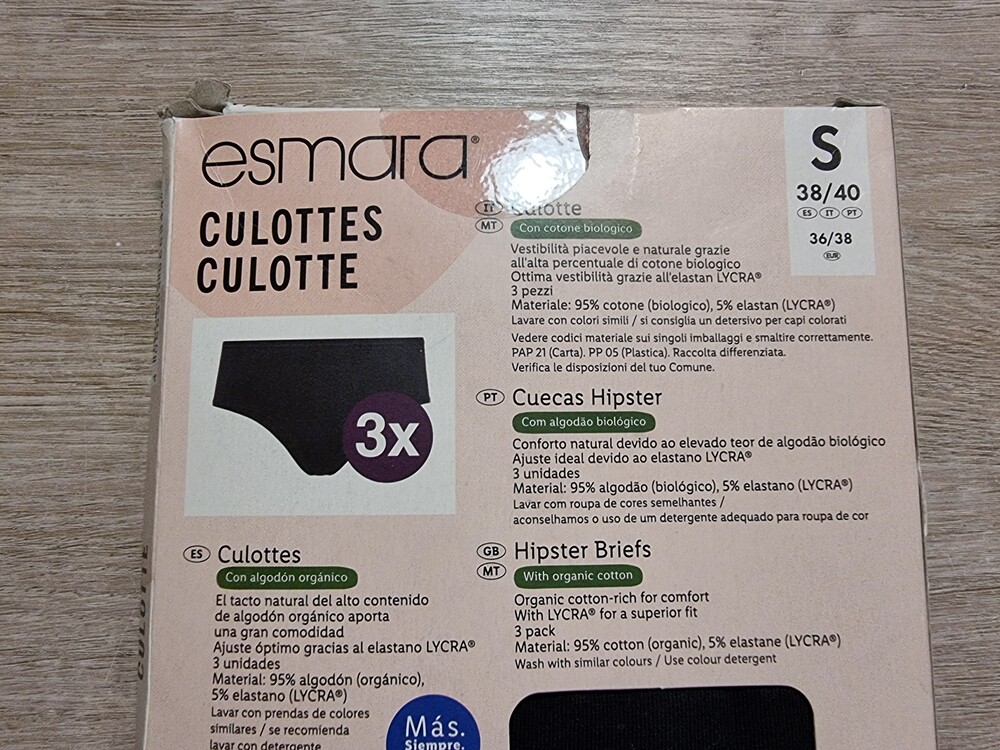 esmara®
CULOTTES
CULOTTE
S
38/40
ES IT PT
36/38
EUR
3x
IT Culotte
MT Con cotone biologico
Vestibilità piacevole e naturale grazie
all'alta percentuale di cotone biologico
Ottima vestibilità grazie all'elastan LYCRA®
3 pezzi
Materiale: 95% cotone (biologico), 5% elastan (LYCRA®)
Lavare con colori simili / si consiglia un detersivo per capi colorati
Vedere codici materiale sui singoli imballaggi e smaltire correttamente.
PAP 21 (Carta). PP 05 (Plastica). Raccolta differenziata.
Verifica le disposizioni del tuo Comune.
PT Cuecas Hipster
Com algodão biológico
Conforto natural devido ao elevado teor de algodão biológico
Ajuste ideal devido ao elastano LYCRA®
3 unidades
Material: 95% algodão (biológico), 5% elastano (LYCRA®)
Lavar com roupa de cores semelhantes /
aconselhamos o uso de um detergente adequado para roupa de cor
ES Culottes
Con algodón orgánico
El tacto natural del alto contenido
de algodón orgánico aporta
una gran comodidad
Ajuste óptimo gracias al elastano LYCRA®
3 unidades
Material: 95% algodón (orgánico),
5% elastano (LYCRA®)
Lavar con prendas de colores
similares / se recomienda
lavar con detergente
GB Hipster Briefs
MT With organic cotton
Organic cotton-rich for comfort
With LYCRA® for a superior fit
3 pack
Material: 95% cotton (organic), 5% elastane (LYCRA®)
Wash with similar colours / Use colour detergent
Más.
Siempre.
CULOTTE